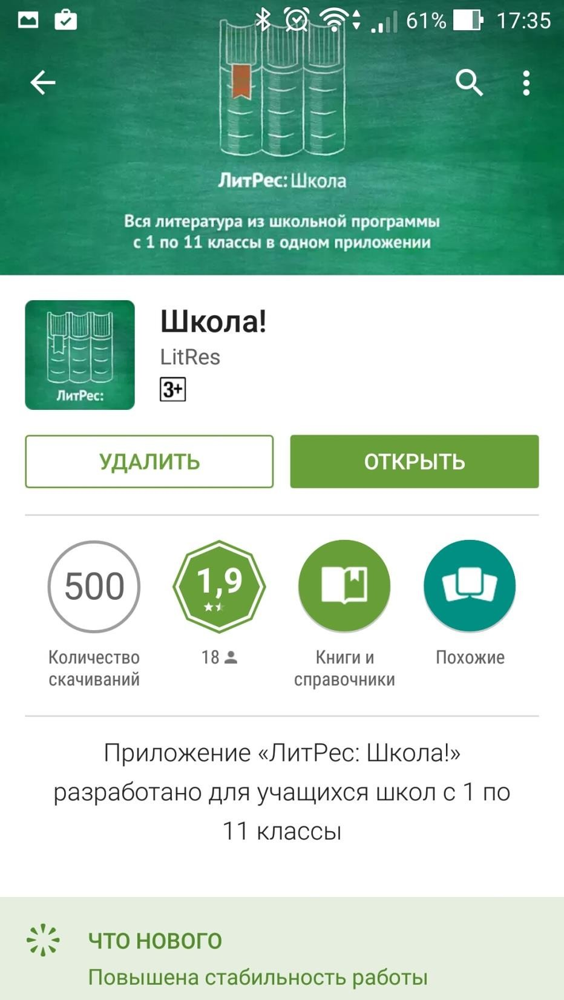 61% 17:35
ЛитРес: Школа
Вся литература из школьной программы
с 1 по 11 классы в одном приложении
ЛитРес:
Школа!
LitRes
3+
УДАЛИТЬ
ОТКРЫТЬ
500
1,9
Количество
скачиваний
18
Книги и
справочники
Похожие
Приложение «ЛитРес: Школа!»
разработано для учащихся школ с 1 по
11 классы
ЧТО НОВОГО
Повышена стабильность работы